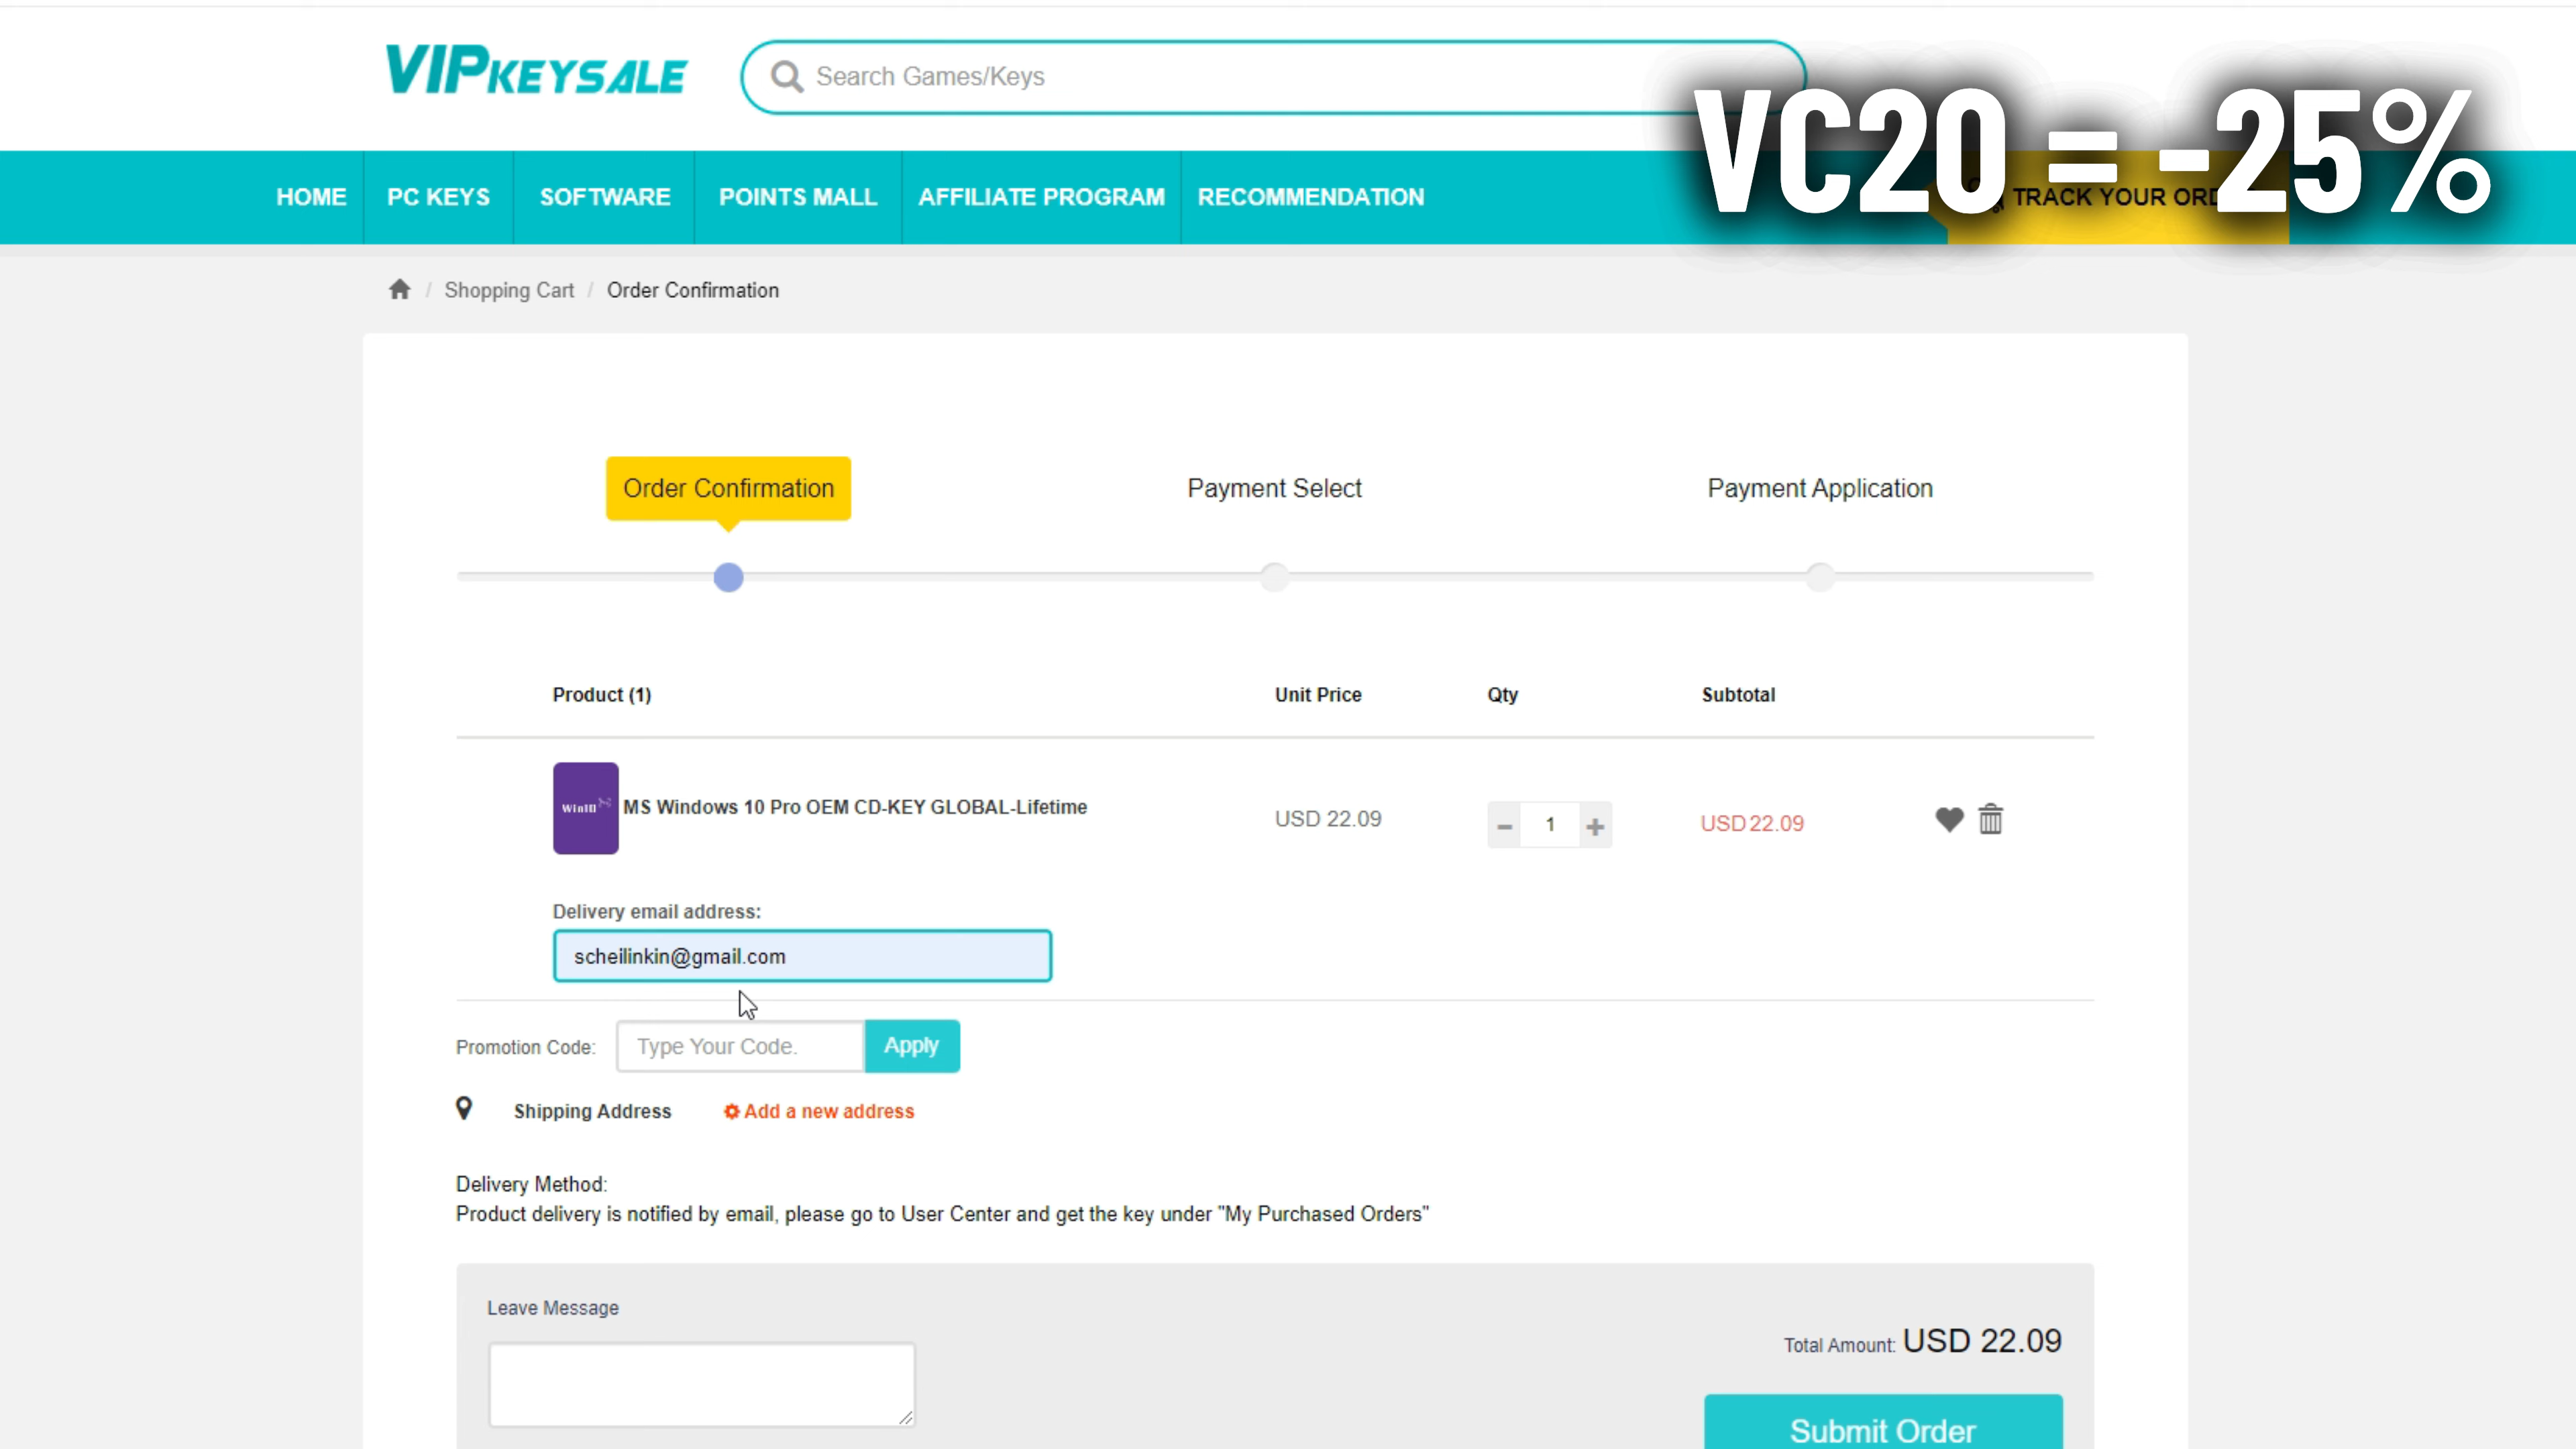 VIPKEYSALE
Search Games/Keys
VC20 = -25%
HOME PC KEYS SOFTWARE POINTS MALL AFFILIATE PROGRAM RECOMMENDATION TRACK YOUR
/ Shopping Cart / Order Confirmation
Order Confirmation Payment Select Payment Application
Product (1) Unit Price Qty Subtotal
Win10 MS Windows 10 Pro OEM CD-KEY GLOBAL-Lifetime USD 22.09 - 1 + USD 22.09
Delivery email address:
scheilinkin@gmail.com
Promotion Code: Type Your Code. Apply
Shipping Address Add a new address
Delivery Method:
Product delivery is notified by email, please go to User Center and get the key under "My Purchased Orders"
Leave Message
Total Amount: USD 22.09
Submit Order